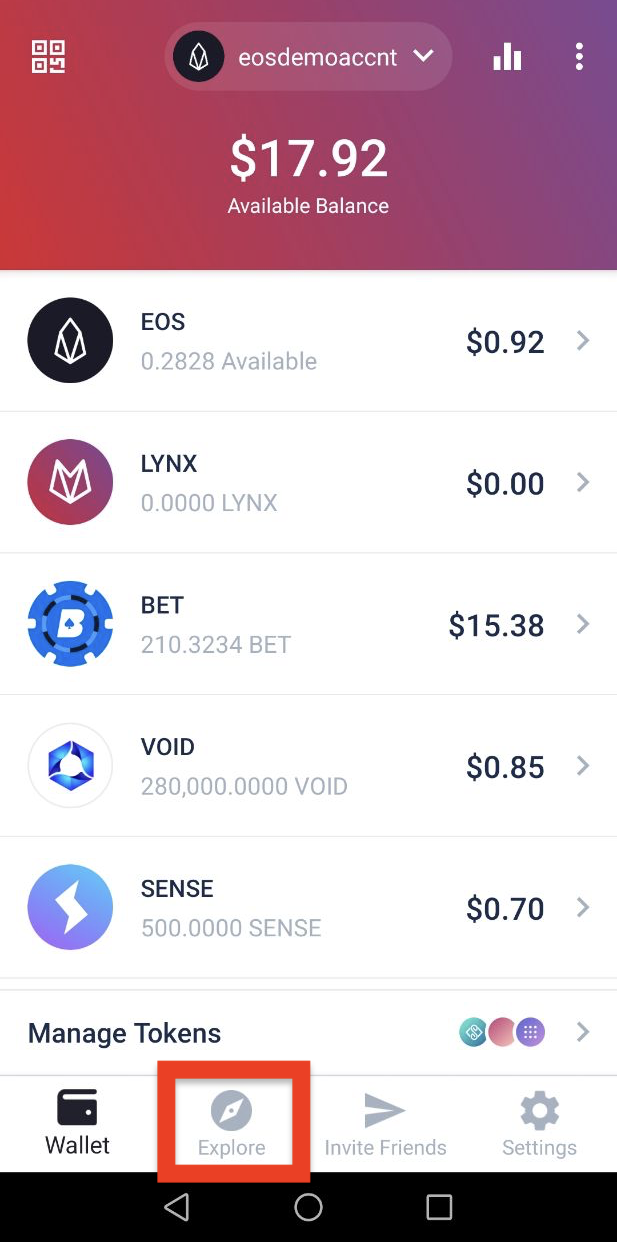 eosdemoaccnt
$17.92
Available Balance
EOS
$0.92
0.2828 Available
LYNX
$0.00
0.0000 LYNX
B
BET
$15.38
210.3234 BET
VOID
$0.85
280,000.0000 VOID
SENSE
$0.70
500.0000 SENSE
Manage Tokens
Wallet
Explore
Invite Friends
Settings